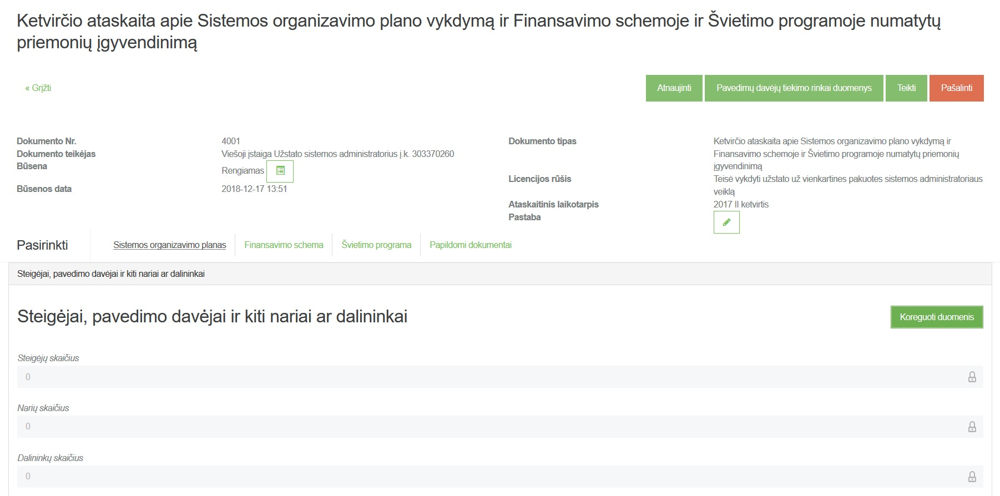 Ketvirčio ataskaita apie Sistemos organizavimo plano vykdymą ir Finansavimo schemoje ir Švietimo programoje numatytų
priemonių įgyvendinimą
« Grįžti
Atnaujinti
Pavedimų davėjų tiekimo rinkai duomenys
Teikti
Pašalinti
Dokumento Nr.
4001
Dokumento teikėjas
Viešoji įstaiga Užstato sistemos administratorius į.k. 303370260
Būsena
Rengiamas
Būsenos data
2018-12-17 13:51
Dokumento tipas
Ketvirčio ataskaita apie Sistemos organizavimo plano vykdymą ir
Finansavimo schemoje ir Švietimo programoje numatytų priemonių
įgyvendinimą
Licencijos rūšis
Teisė vykdyti užstato už vienkartines pakuotes sistemos administratoriaus
veiklą
Ataskaitinis laikotarpis
2017 II ketvirtis
Pastaba
Pasirinkti
Sistemos organizavimo planas
Finansavimo schema
Švietimo programa
Papildomi dokumentai
Steigėjai, pavedimo davėjai ir kiti nariai ar dalininkai
Steigėjai, pavedimo davėjai ir kiti nariai ar dalininkai
Koreguoti duomenis
Steigėjų skaičius
0
Narių skaičius
0
Dalininkų skaičius
0